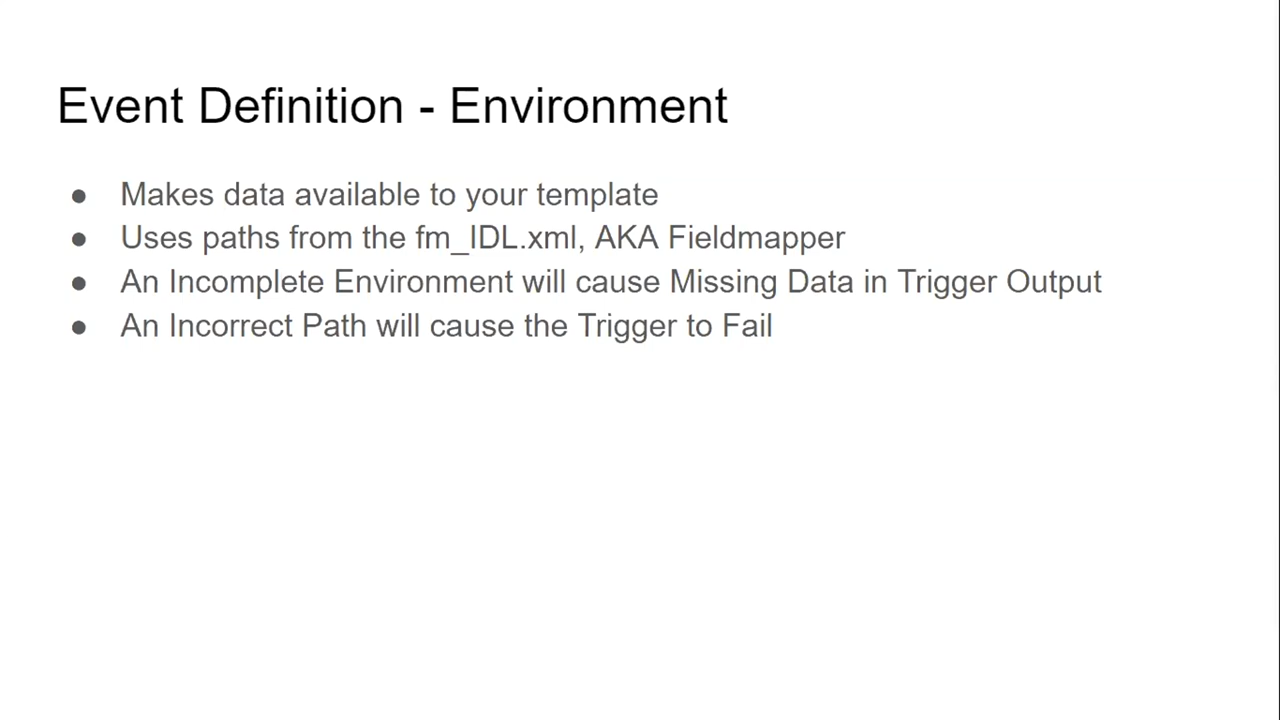 Event Definition - Environment
● Makes data available to your template
● Uses paths from the fm_IDL.xml, AKA Fieldmapper
● An Incomplete Environment will cause Missing Data in Trigger Output
● An Incorrect Path will cause the Trigger to Fail